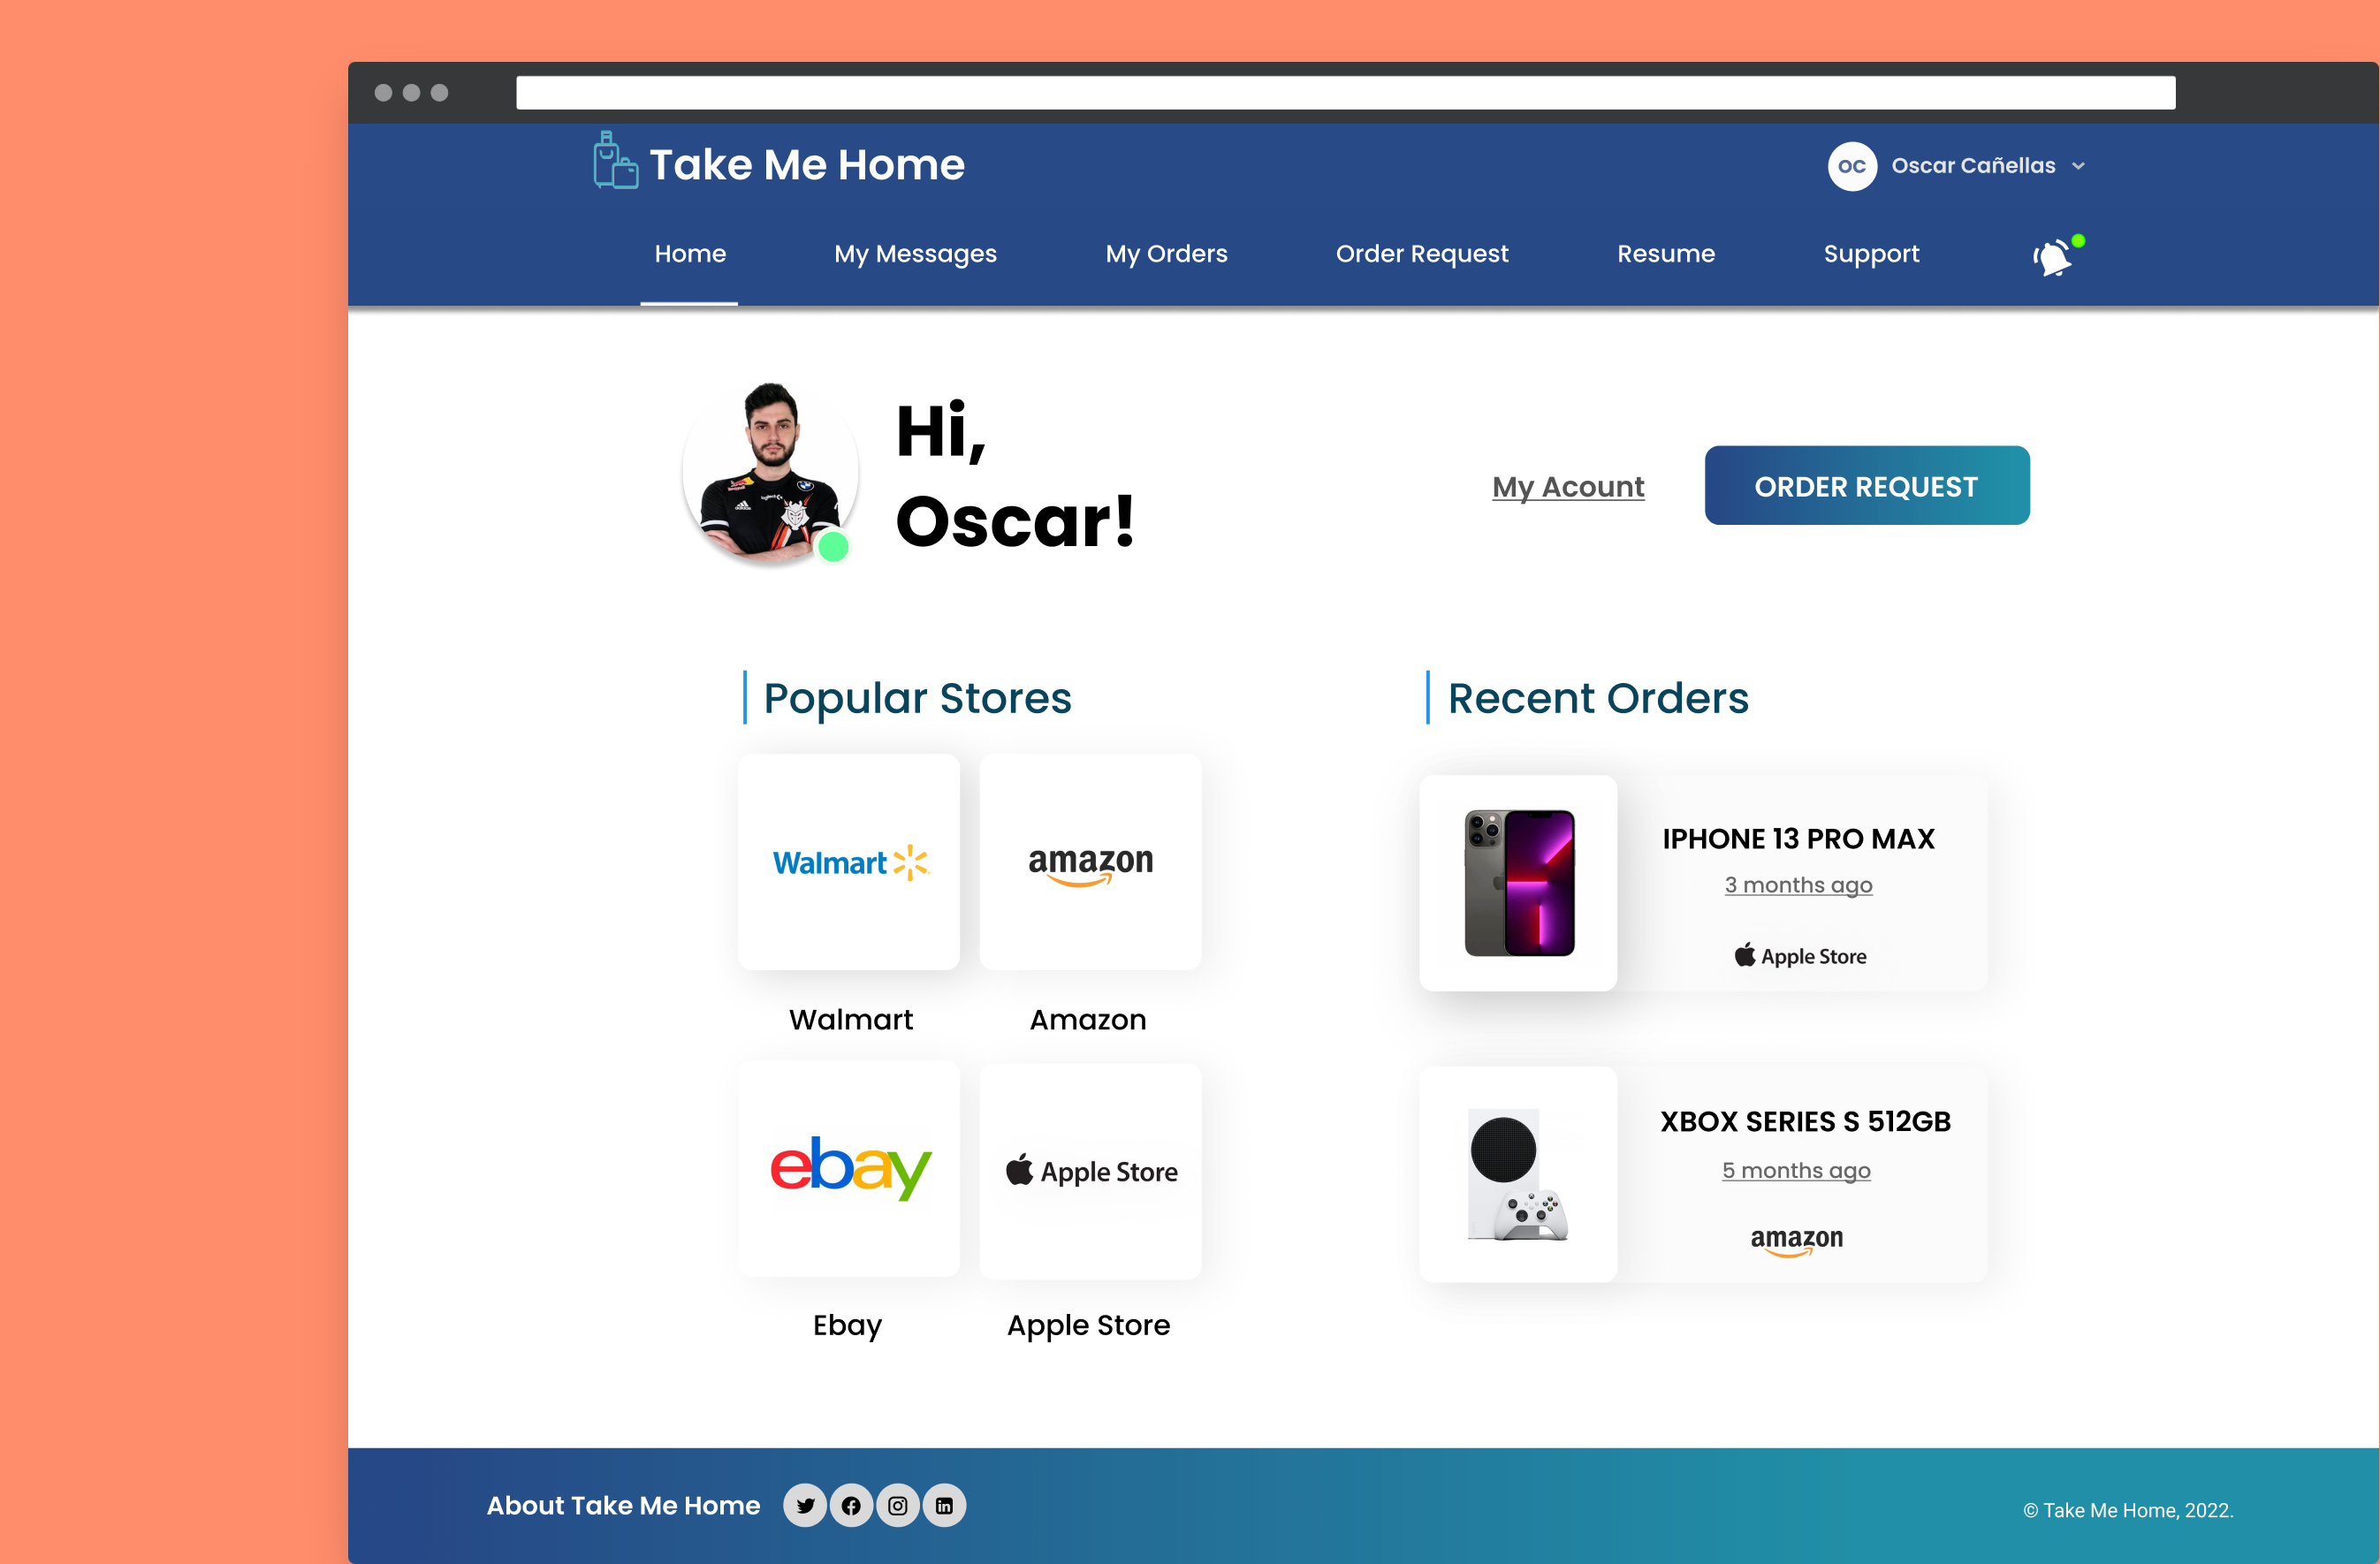 Take Me Home
OC Oscar Cañellas
Home My Messages My Orders Order Request Resume Support
Hi,
Oscar!
My Acount
ORDER REQUEST
Popular Stores
Walmart
amazon
Walmart
Amazon
ebay
Apple Store
Ebay
Apple Store
Recent Orders
IPHONE 13 PRO MAX
3 months ago
Apple Store
XBOX SERIES S 512GB
5 months ago
amazon
About Take Me Home
© Take Me Home, 2022.